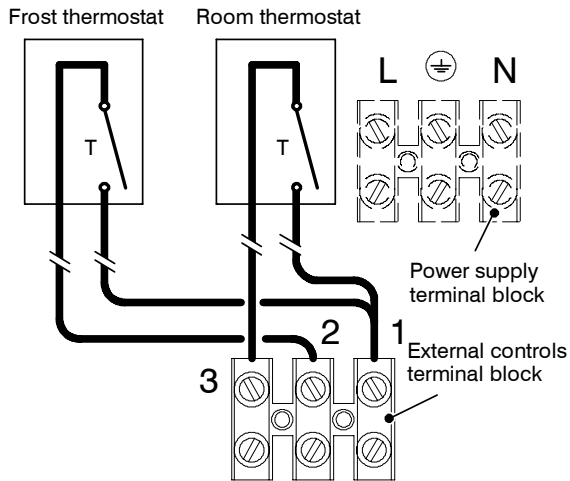 Frost thermostat
Room thermostat
L N
T
T
Power supply
terminal block
3
2
1
External controls
terminal block